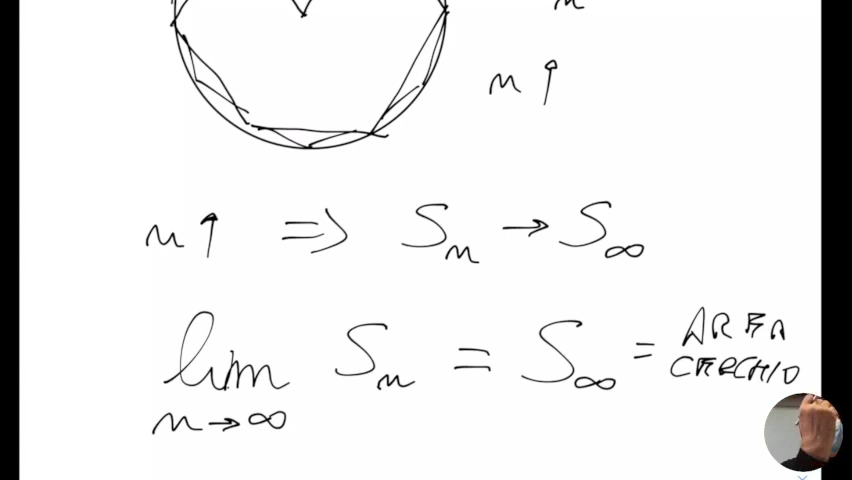 n
n ↑
n ↑ ⇒ Sn → S∞
lim Sn = S∞ = AREA CERCHIO
n → ∞